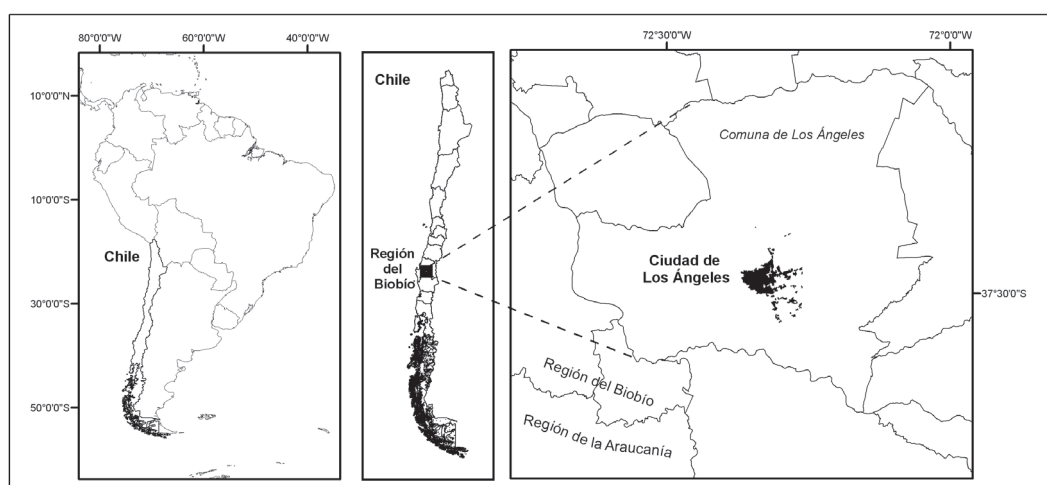 80°0'0"W
60°0'0"W
40°0'0"W
10°0'0"N
10°0'0"S
30°0'0"S
50°0'0"S
Chile
Chile
Región
del
Biobío
72°30'0"W
72°0'0"W
Comuna de Los Ángeles
Ciudad de
Los Ángeles
37°30'0"S
Región del Biobío
Región de la Araucanía